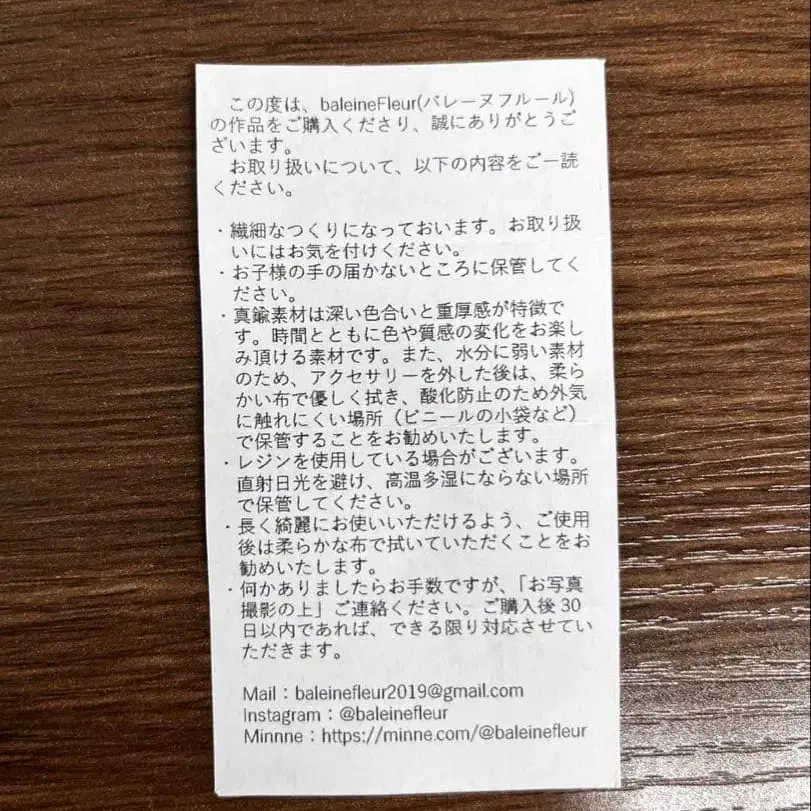 この度は、baleineFleur(バレーヌフルール)
の作品をご購入くださり、誠にありがとうご
ざいます。
お取り扱いについて、以下の内容をご一読
ください。
・繊細なつくりになっております。お取り扱
いにはお気を付けください。
・お子様の手の届かないところに保管してく
ださい。
・真鍮素材は深い色合いと重厚感が特徴で
す。時間とともに色や質感の変化をお楽し
み頂ける素材です。また、水分に弱い素材
のため、アクセサリーを外した後は、柔ら
かい布で優しく拭き、酸化防止のため外気
に触れにくい場所（ビニールの小袋など）
で保管することをお勧めいたします。
・レジンを使用している場合がございます。
直射日光を避け、高温多湿にならない場所
で保管してください。
・長く綺麗にお使いいただけるよう、ご使用
後は柔らかな布で拭いていただくことをお
勧めいたします。
・何かありましたらお手数ですが、「お写真
撮影の上」ご連絡ください。ご購入後30
日以内であれば、できる限り対応させてい
ただきます。
Mail：baleinefleur2019@gmail.com
Instagram：@baleinefleur
Minnne：https://minne.com/@baleinefleur